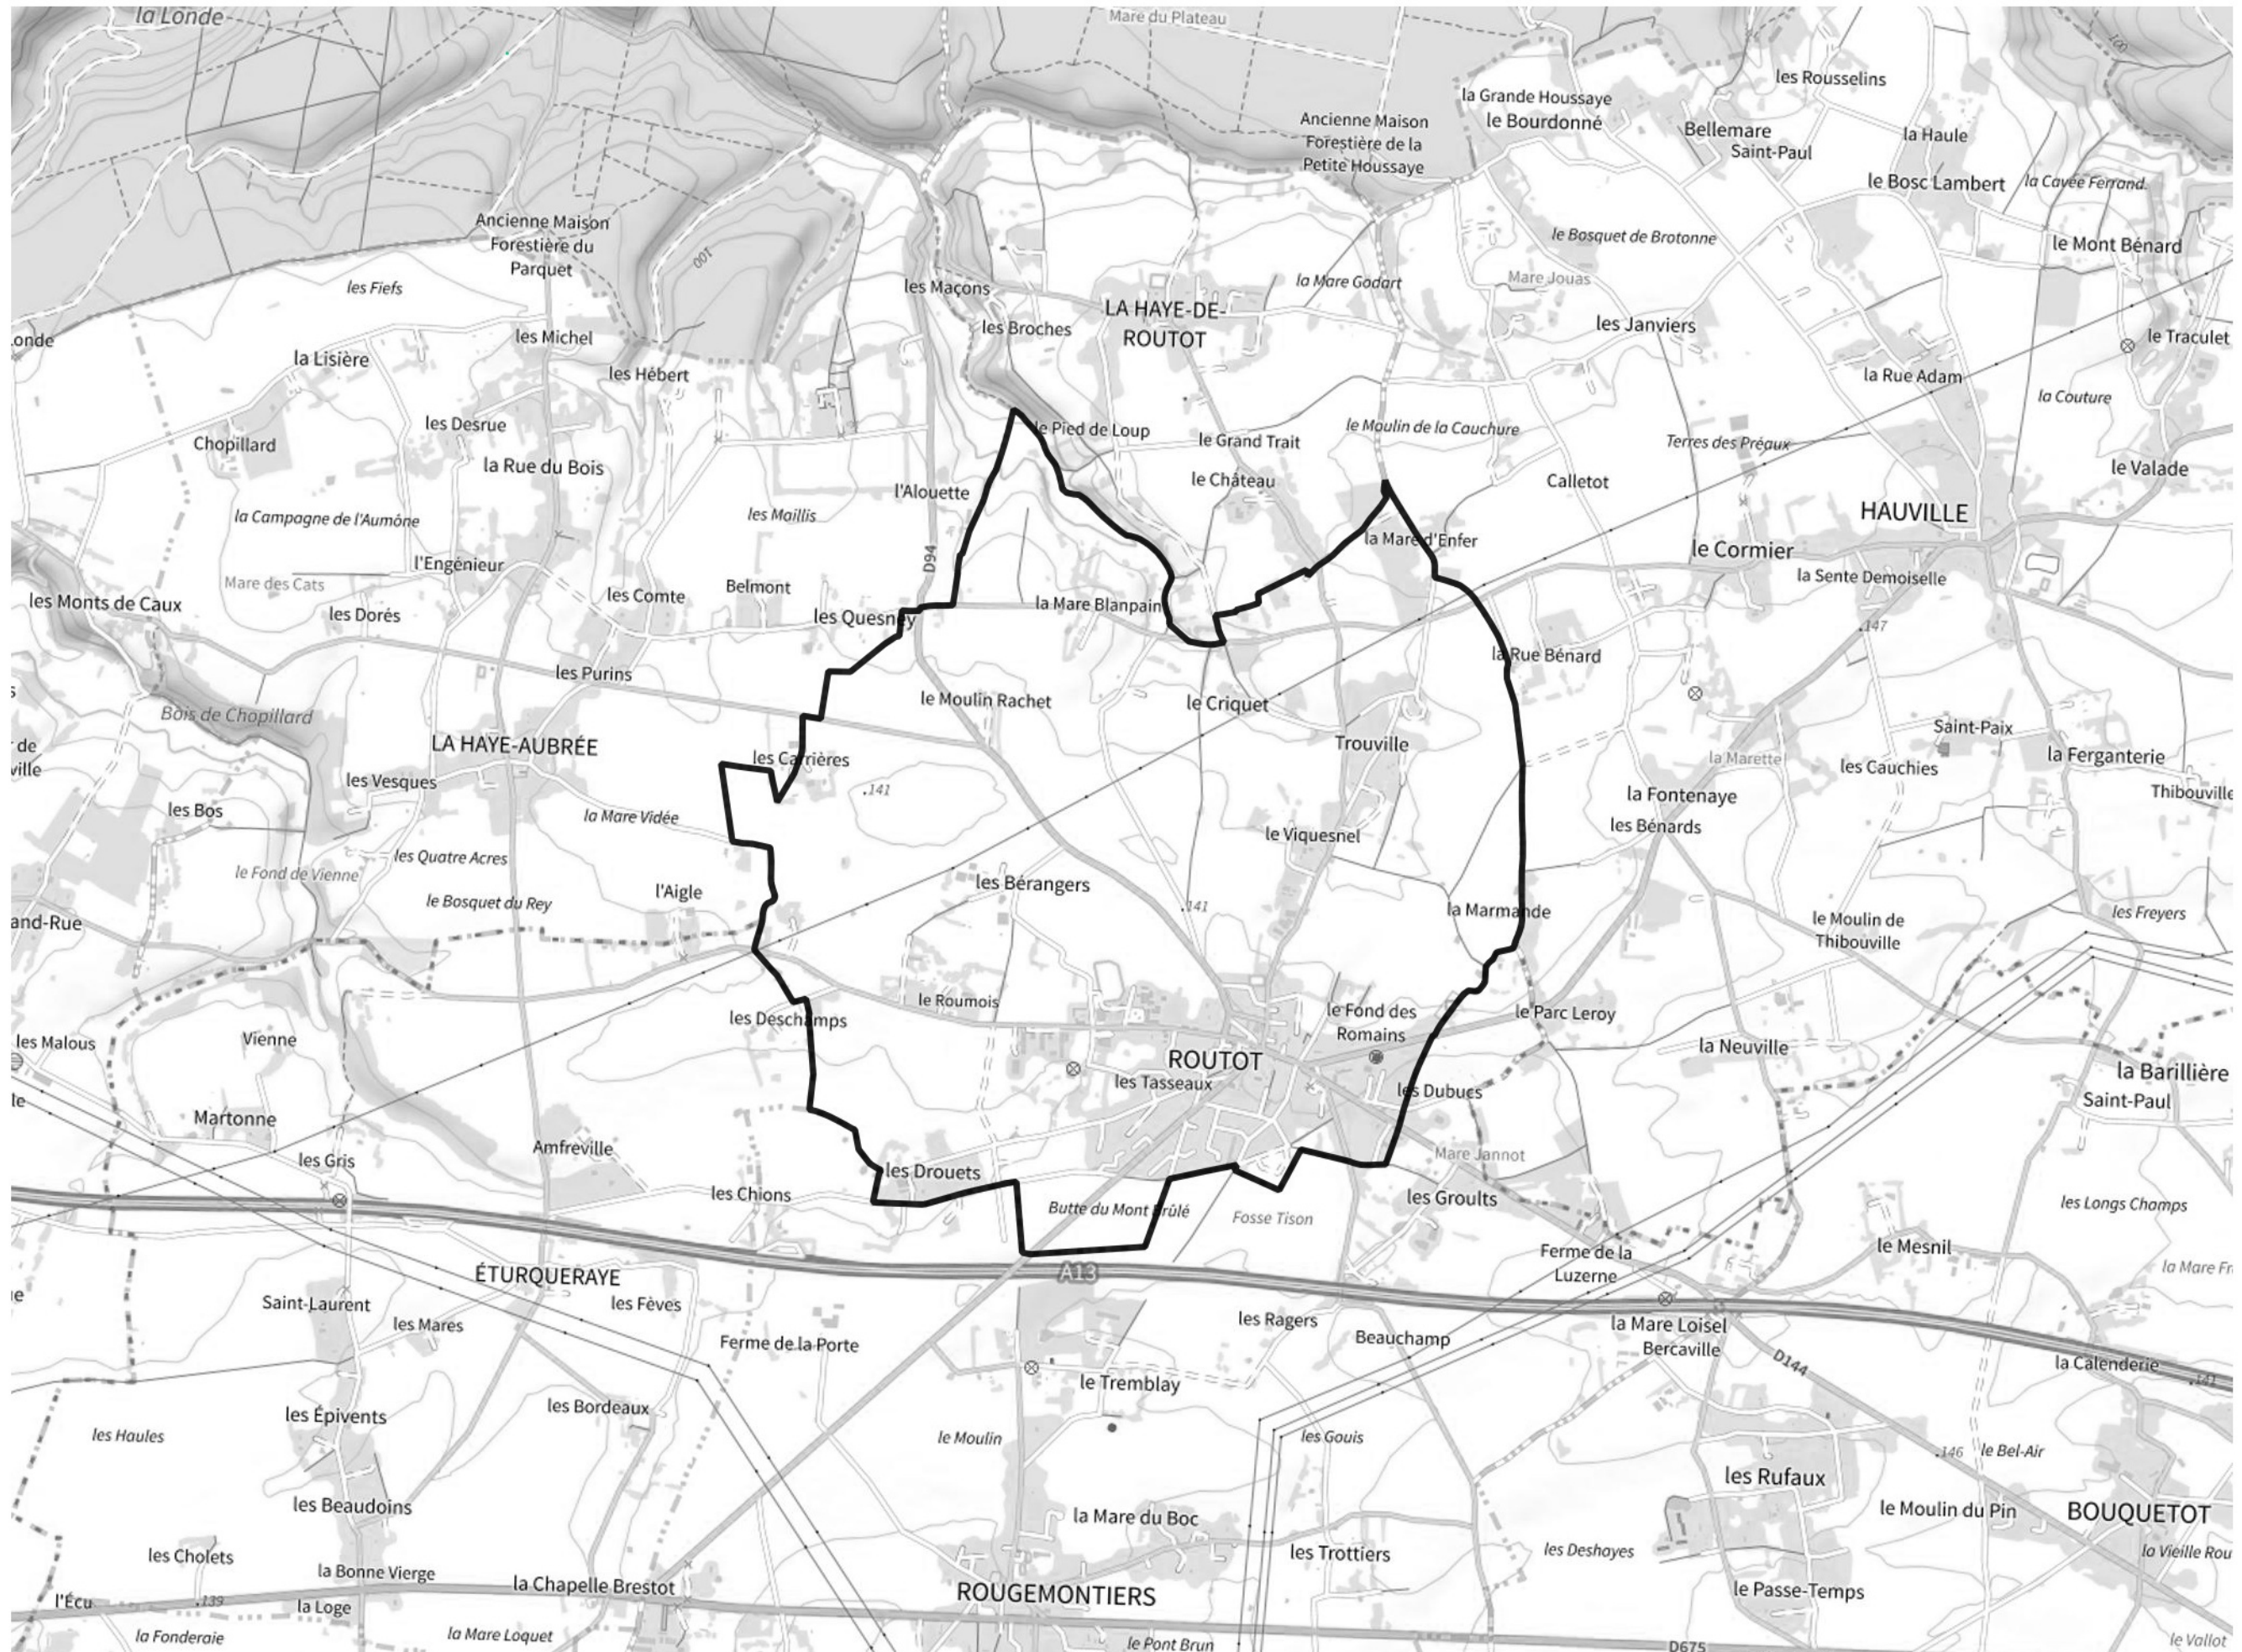 la Londe
Mare du Plateau
les Rousselins
100
la Grande Houssaye
le Bourdonné
Ancienne Maison
Forestière de la
Petite Houssaye
Bellemare
Saint-Paul
la Haule
le Bosc Lambert
la Cavée Ferrand
Ancienne Maison
Forestière du
Parquet
100
le Bosquet de Brotonne
le Mont Bénard
les Fiefs
les Maçons
la Mare Godart
Mare Jouas
LA HAYE-DE-
ROUTOT
les Broches
les Janviers
onde
la Lisière
les Michel
le Traculet
les Hébert
la Rue Adam
la Couture
Chopillard
les Desrue
le Pied de Loup
le Grand Trait
le Moulin de la Cauchure
Terres des Préaux
la Rue du Bois
le Château
Calletot
le Valade
l'Alouette
les Maillis
la Campagne de l'Aumône
HAUVILLE
la Mare d'Enfer
le Cormier
D94
l'Engénieur
la Sente Demoiselle
Mare des Cats
les Monts de Caux
les Dorés
les Comte
Belmont
les Quesney
la Mare Blanpain
147
la Rue Bénard
les Purins
le Moulin Rachet
le Criquet
Bois de Chopillard
Saint-Paix
LA HAYE-AUBRÉE
les Carrières
Trouville
la Marette
les Cauchies
la Ferganterie
de
ville
les Vesques
141
la Fontenaye
Thibouville
les Bos
la Mare Vidée
le Viquesnel
les Bénards
les Quatre Acres
le Fond de Vienne
l'Aigle
les Bérangers
le Bosquet du Rey
141
la Marmande
le Moulin de
Thibouville
les Freyers
and-Rue
le Roumois
le Fond des
Romains
le Parc Leroy
les Deschamps
les Malous
Vienne
la Neuville
ROUTOT
la Barillière
les Tasseaux
les Dubucs
Saint-Paul
le
Martonne
Amfreville
les Gris
les Drouets
Mare Jannot
les Chions
les Groults
Butte du Mont Brûlé
Fosse Tison
les Longs Champs
Ferme de la
Luzerne
le Mesnil
A13
la Mare Fr
ÉTURQUERAYE
les Fèves
Saint-Laurent
les Mares
Ferme de la Porte
les Ragers
Beauchamp
la Mare Loisel
Bercaville
D144
la Calenderie
141
le Tremblay
les Épivents
les Bordeaux
les Haules
le Moulin
les Gouis
146
le Bel-Air
les Rufaux
les Beaudoins
la Mare du Boc
le Moulin du Pin
BOUQUETOT
les Cholets
les Trottiers
les Deshayes
la Vieille Rou
la Bonne Vierge
la Chapelle Brestot
ROUGEMONTIERS
le Passe-Temps
l'Écu
139
la Loge
la Fonderaie
la Mare Loquet
le Pont Brun
D675
le Vallot